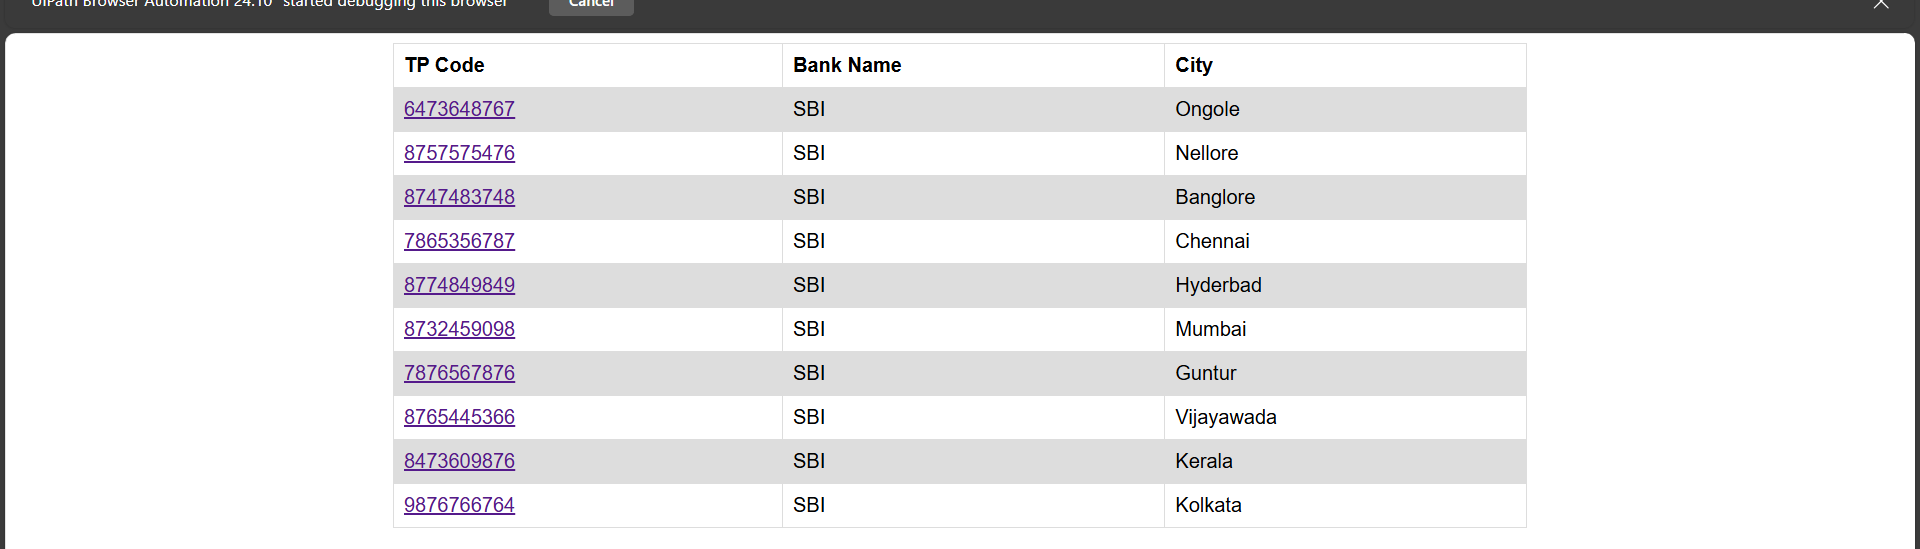 UiPath Browser Automation 24.10" started debugging this browser Cancel
TP Code Bank Name City
6473648767 SBI Ongole
8757575476 SBI Nellore
8747483748 SBI Banglore
7865356787 SBI Chennai
8774849849 SBI Hyderbad
8732459098 SBI Mumbai
7876567876 SBI Guntur
8765445366 SBI Vijayawada
8473609876 SBI Kerala
9876766764 SBI Kolkata